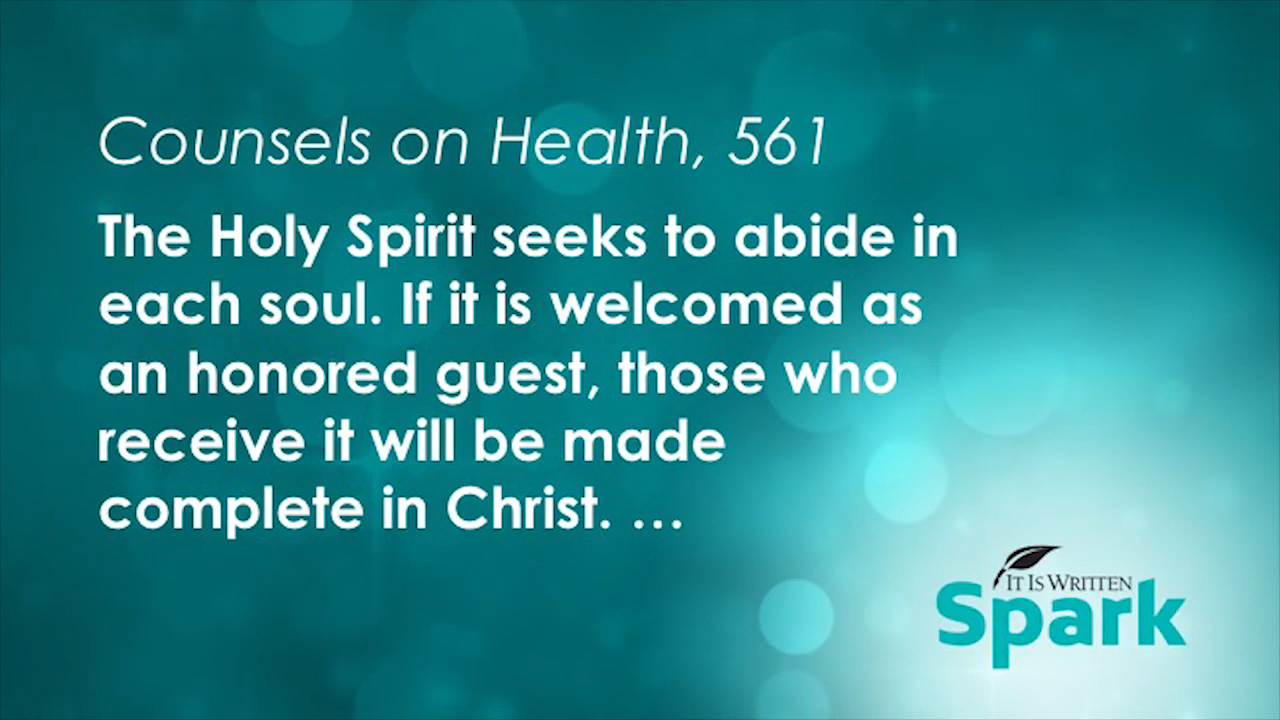 Counsels on Health, 561
The Holy Spirit seeks to abide in
each soul. If it is welcomed as
an honored guest, those who
receive it will be made
complete in Christ. …
IT IS WRITTEN
Spark